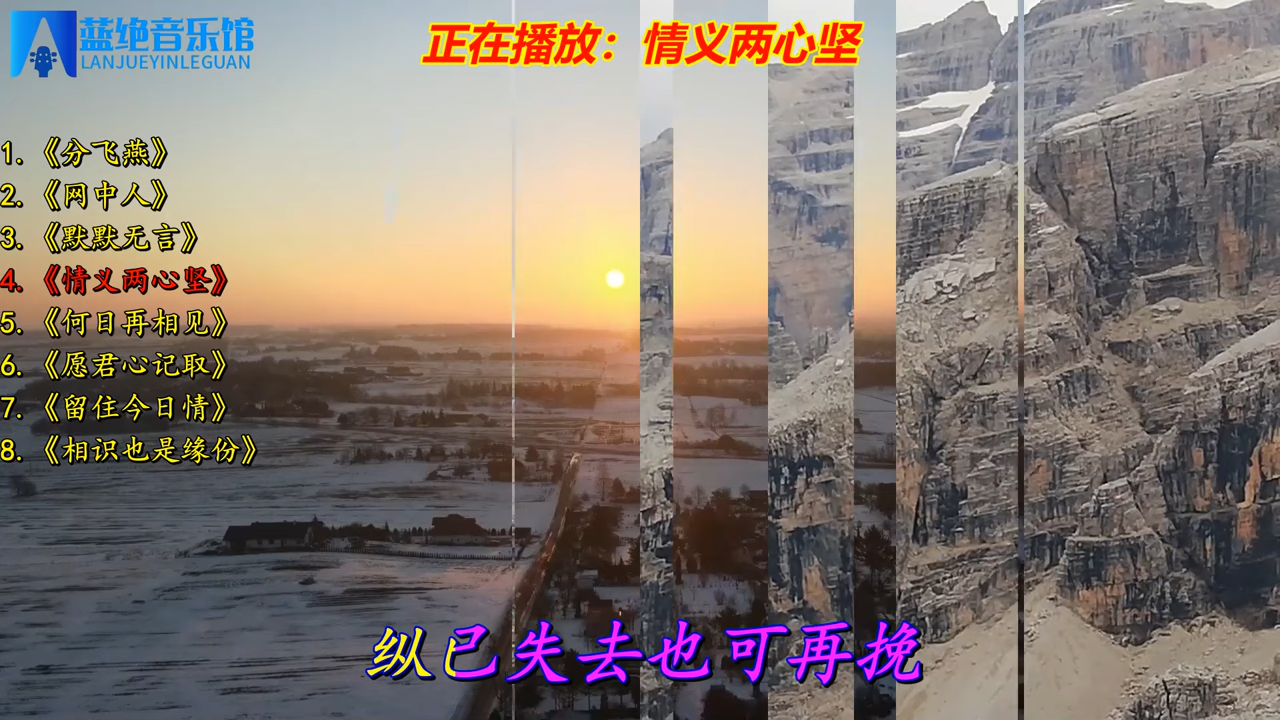 蓝绝音乐馆
LANJUEYINLEGUAN
正在播放：情义两心坚
1.《分飞燕》
2.《网中人》
3.《默默无言》
4.《情义两心坚》
5.《何日再相见》
6.《愿君心记取》
7.《留住今日情》
8.《相识也是缘份》
纵已失去也可再挽